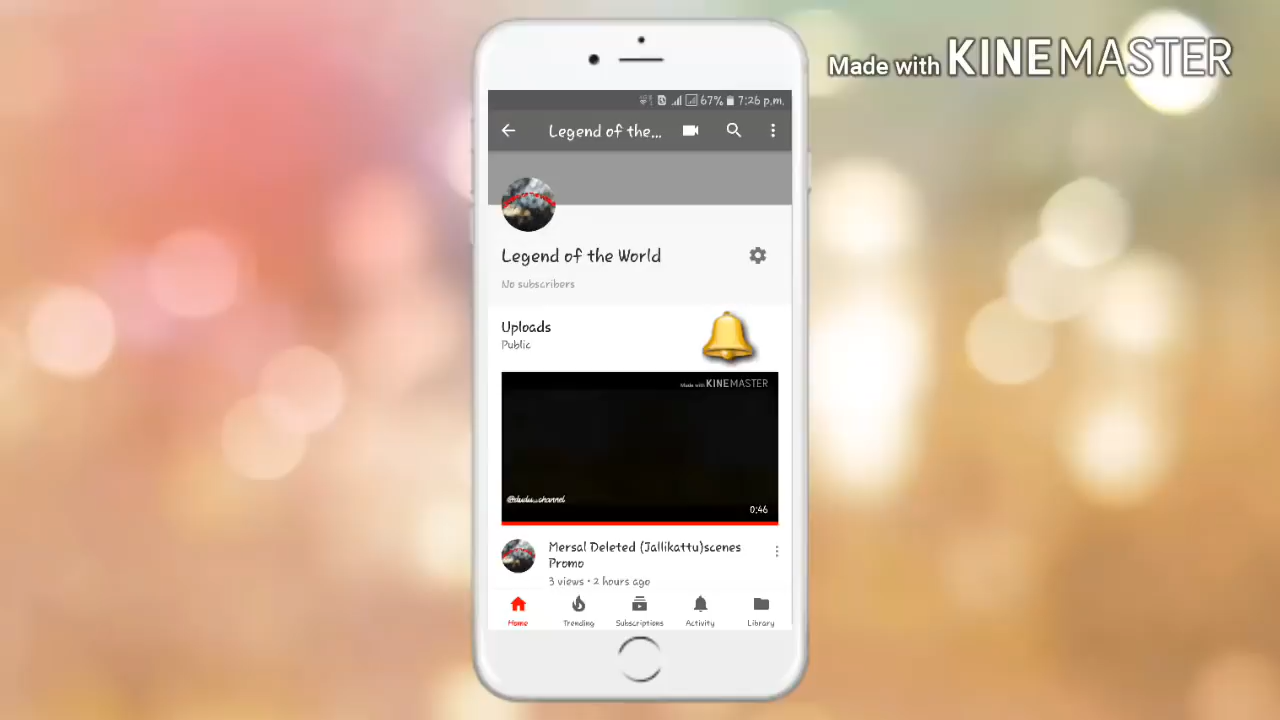 Made with KINEMASTER
67% 7:26 p.m.
Legend of the...
Legend of the World
No subscribers
Uploads
Public
Made with KINEMASTER
@dudu_channel
0:46
Mersal Deleted (Jallikattu)scenes
Promo
3 views • 2 hours ago
Home Trending Subscriptions Activity Library